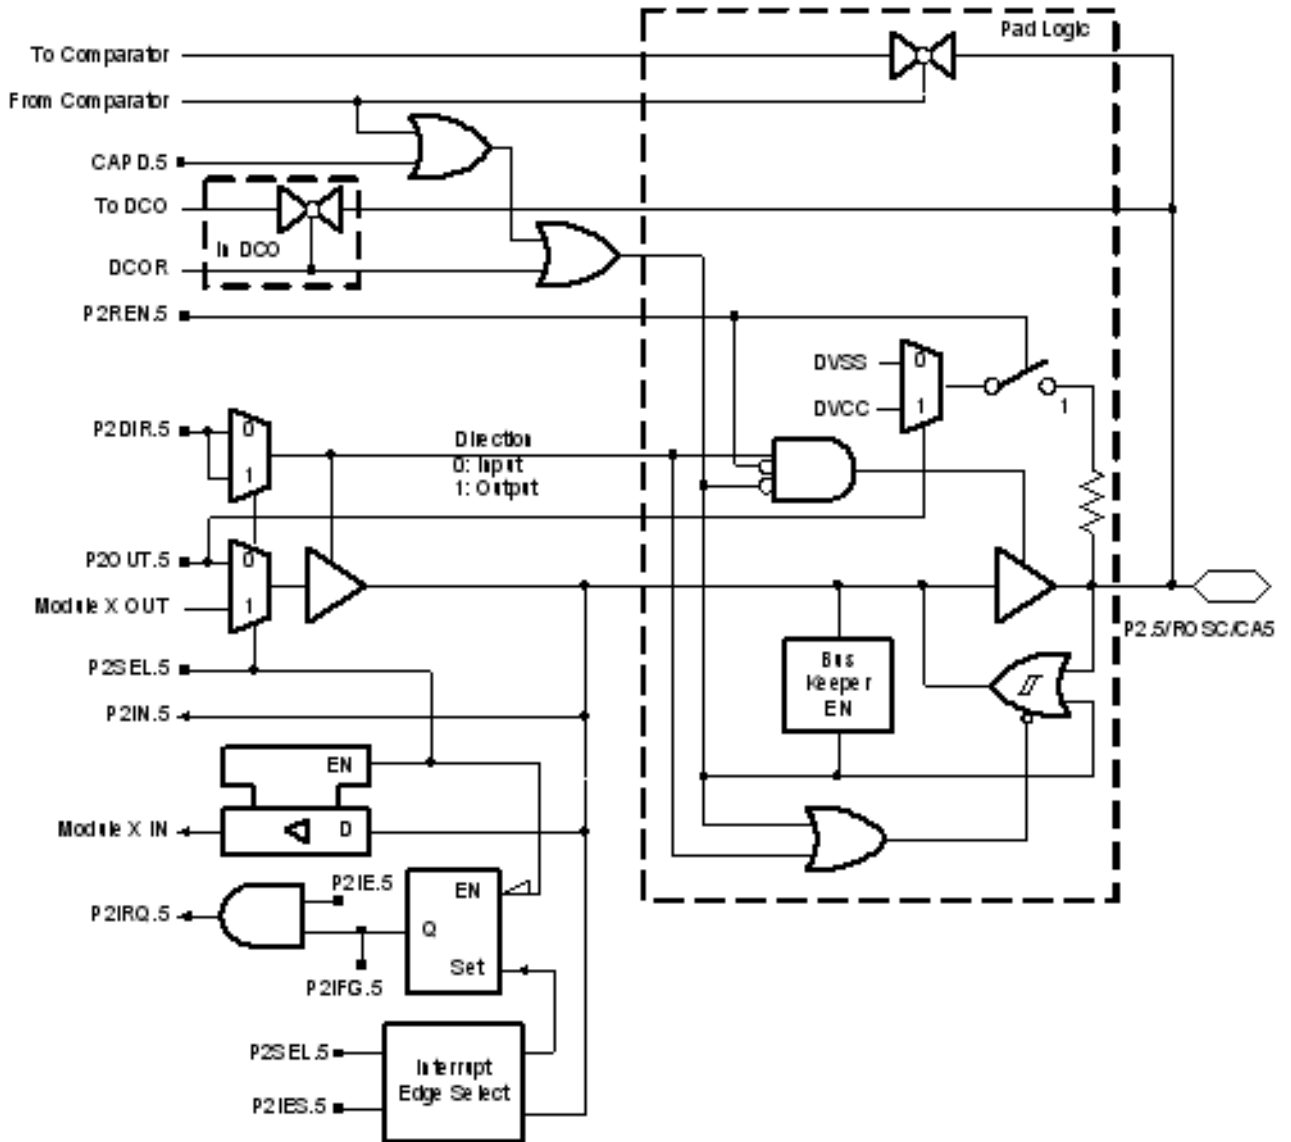 Pad Logic
To Comparator
From Comparator
CAPD.5
To DCO
In DCO
DCOR
P2REN.5
DVSS
0
DVCC
1
1
P2DIR.5
0
1
Direction
0: Input
1: Output
P2OUT.5
0
Module X OUT
1
P2.5/ROSC/CA5
P2SEL.5
Bus
Keeper
EN
P2IN.5
EN
Module X IN
D
P2IE.5
EN
P2IRQ.5
Q
Set
P2IFG.5
P2SEL.5
Interrupt
Edge Select
P2IES.5